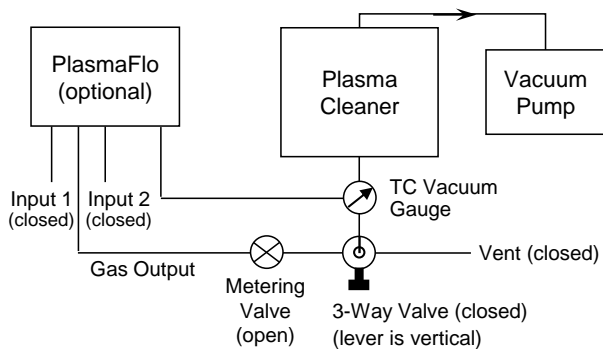 PlasmaFlo
(optional)
Plasma
Cleaner
Vacuum
Pump
Input 1
(closed)
Input 2
(closed)
TC Vacuum
Gauge
Gas Output
Vent (closed)
Metering
Valve
(open)
3-Way Valve (closed)
(lever is vertical)